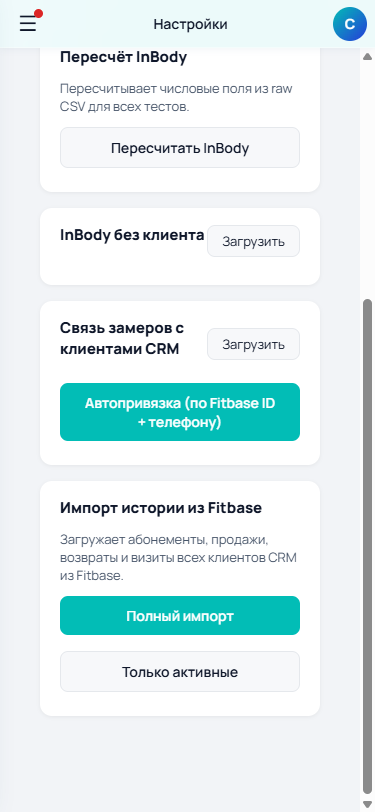 Настройки
C
Пересчёт InBody
Пересчитывает числовые поля из raw
CSV для всех тестов.
Пересчитать InBody
InBody без клиента
Загрузить
Связь замеров с
клиентами CRM
Загрузить
Автопривязка (по Fitbase ID
+ телефону)
Импорт истории из Fitbase
Загружает абонементы, продажи,
возвраты и визиты всех клиентов CRM
из Fitbase.
Полный импорт
Только активные